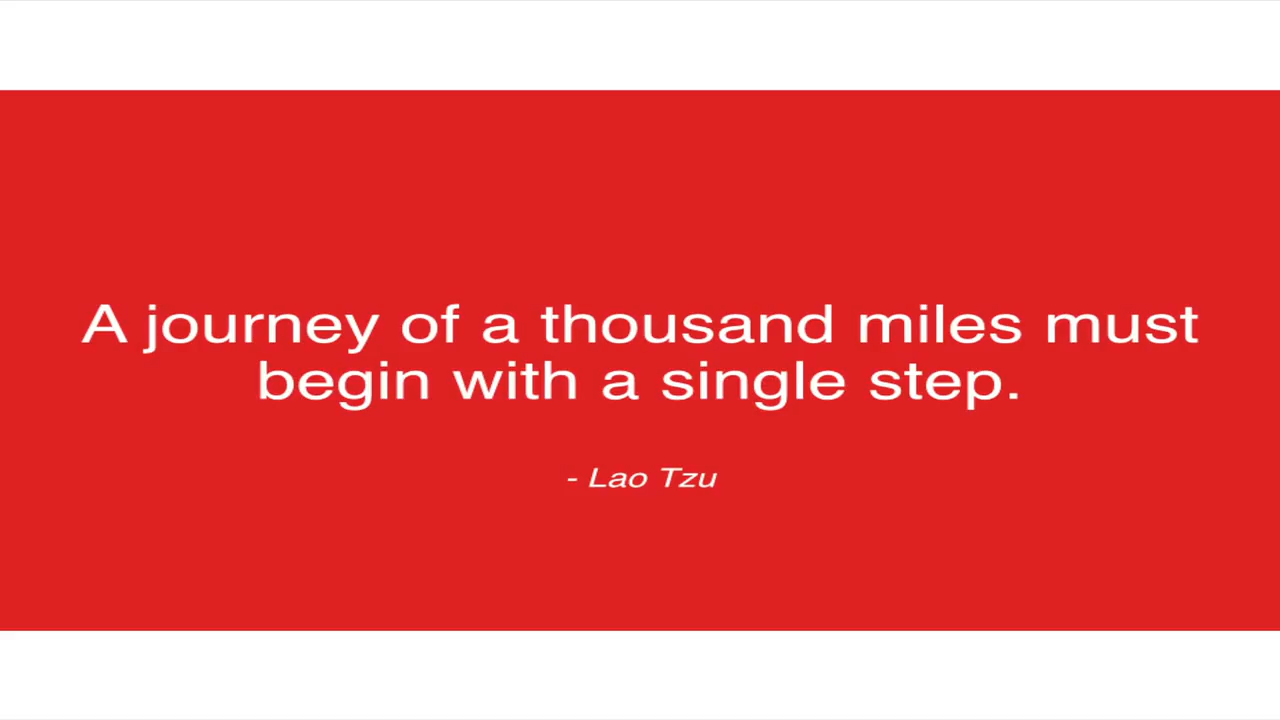 A journey of a thousand miles must
begin with a single step.
- Lao Tzu